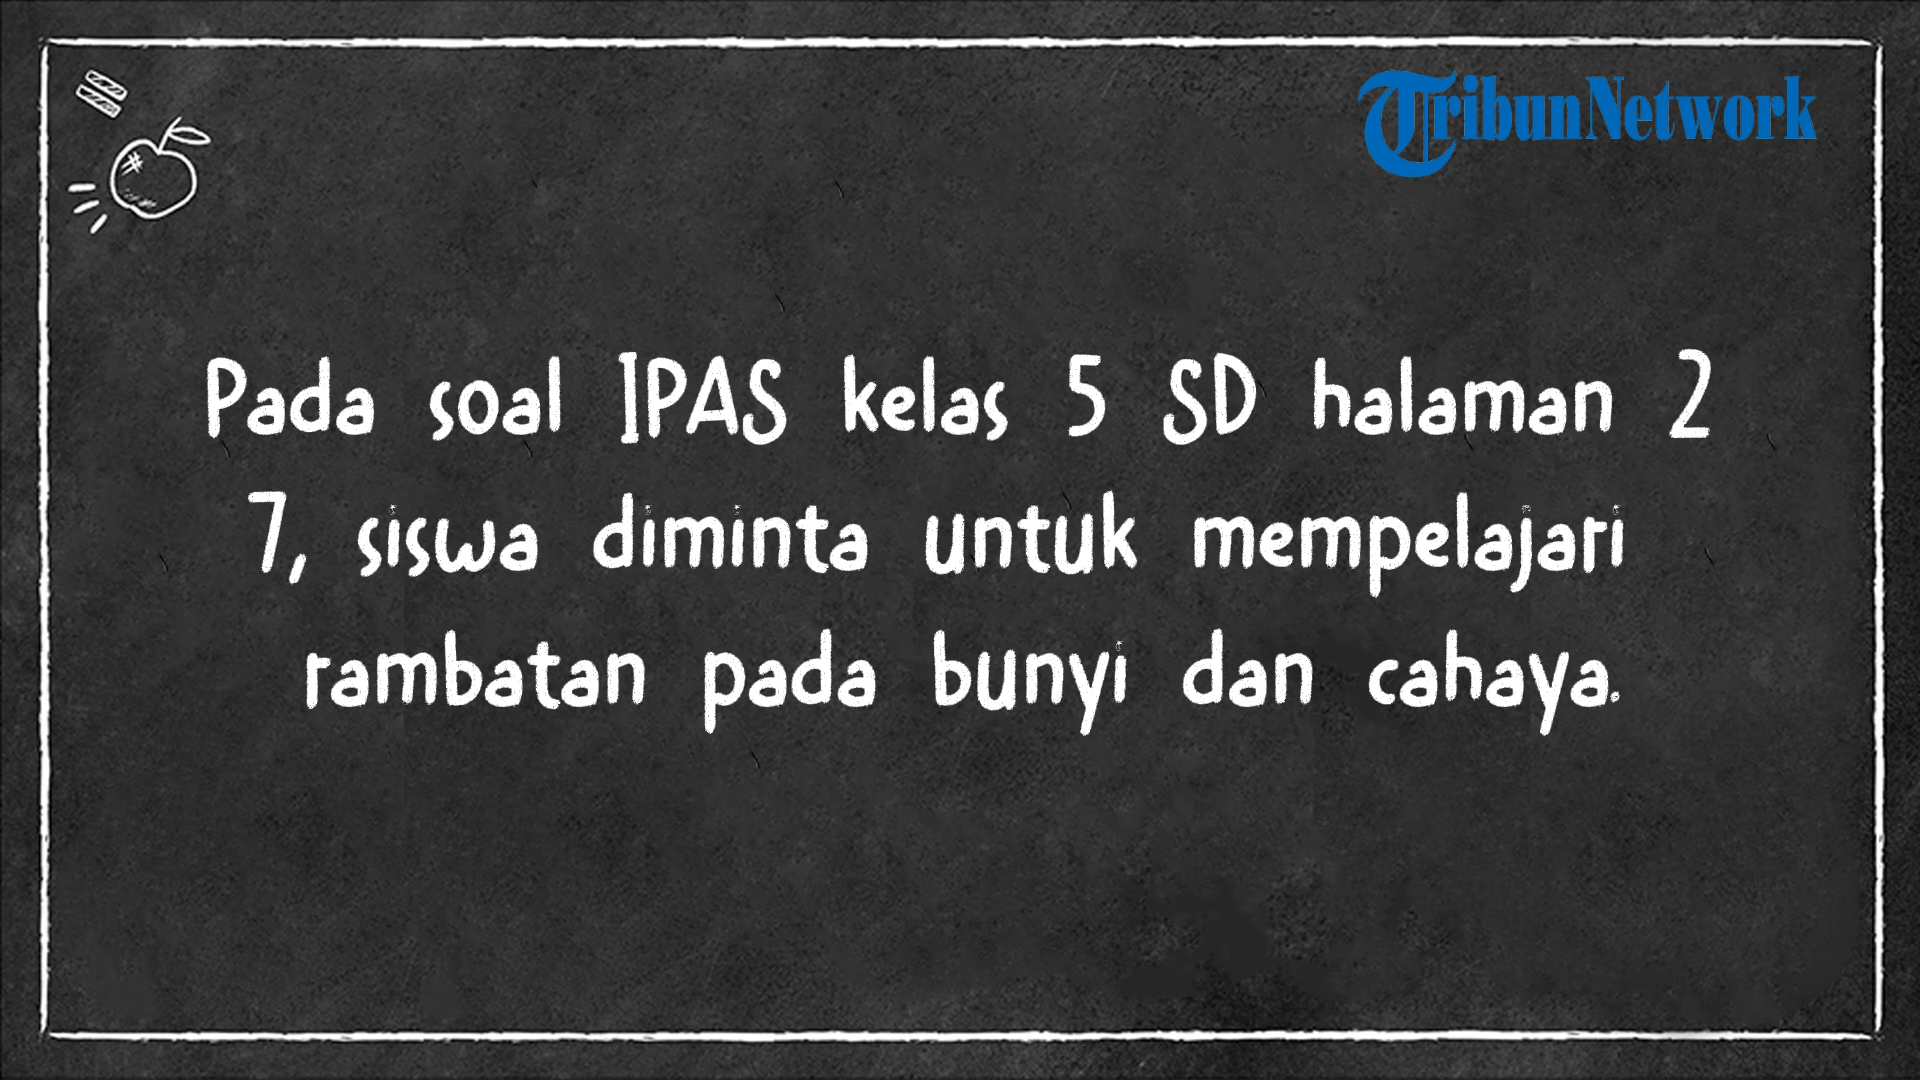 TribunNetwork
Pada soal IPAS kelas 5 SD halaman 2
7, siswa diminta untuk mempelajari
rambatan pada bunyi dan cahaya.